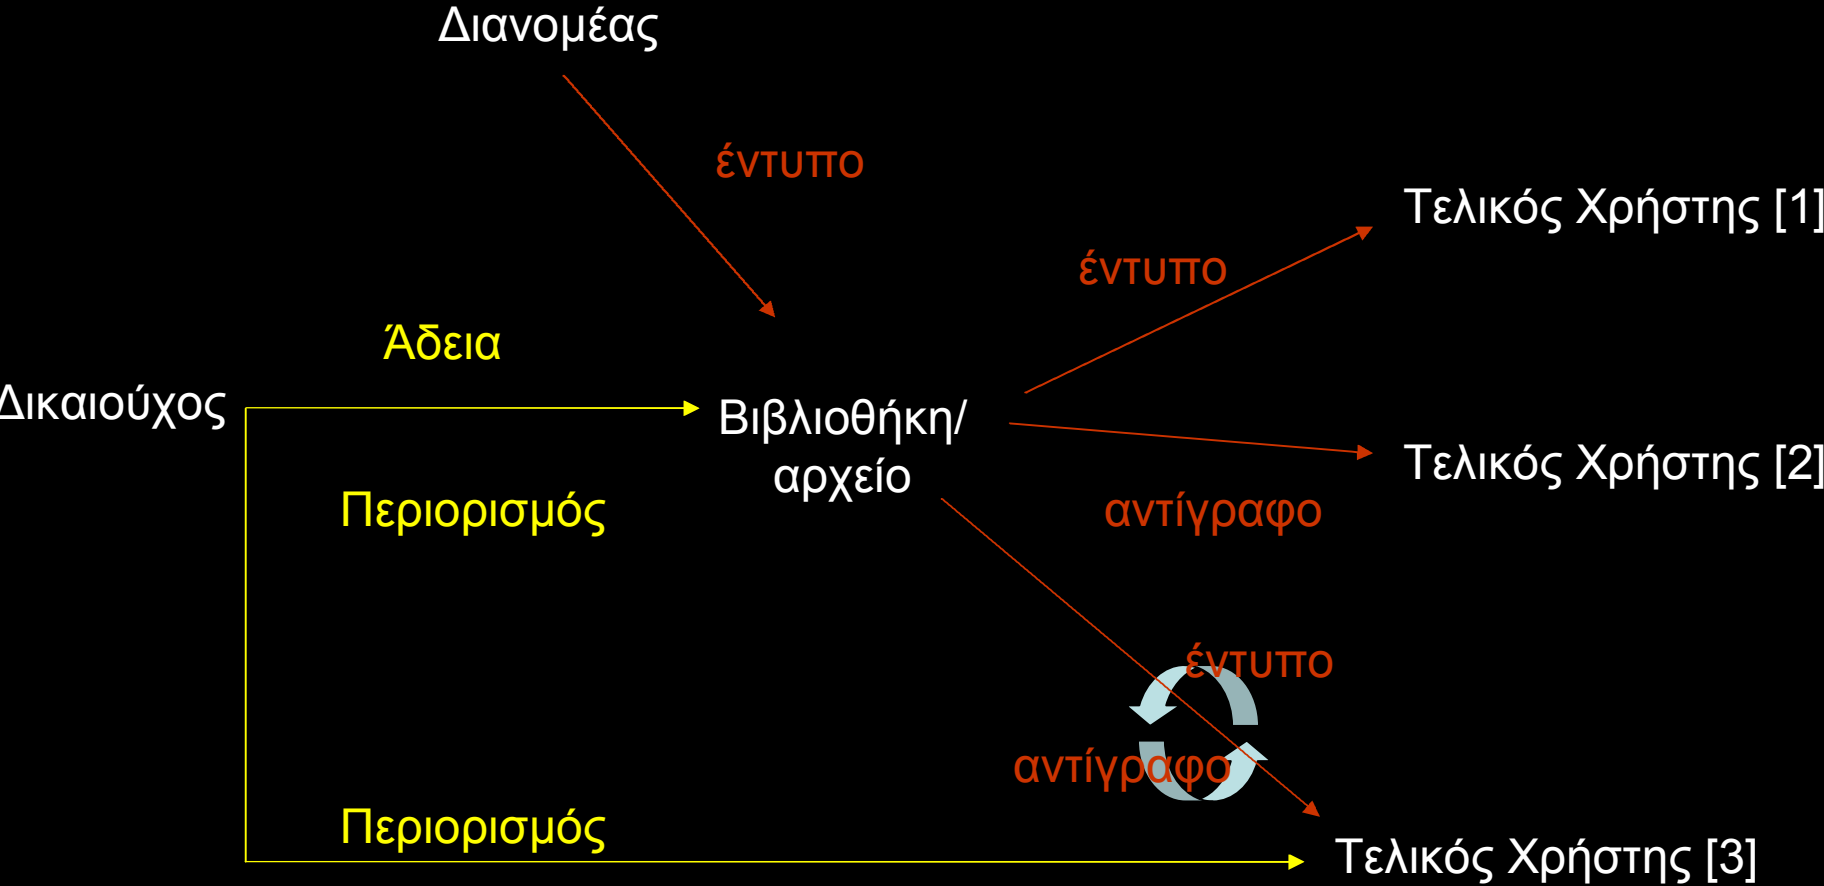 Διανομέας
έντυπο
Τελικός Χρήστης [1]
έντυπο
Άδεια
Δικαιούχος
Βιβλιοθήκη/
αρχείο
Τελικός Χρήστης [2]
Περιορισμός
αντίγραφο
έντυπο
αντίγραφο
Περιορισμός
Τελικός Χρήστης [3]